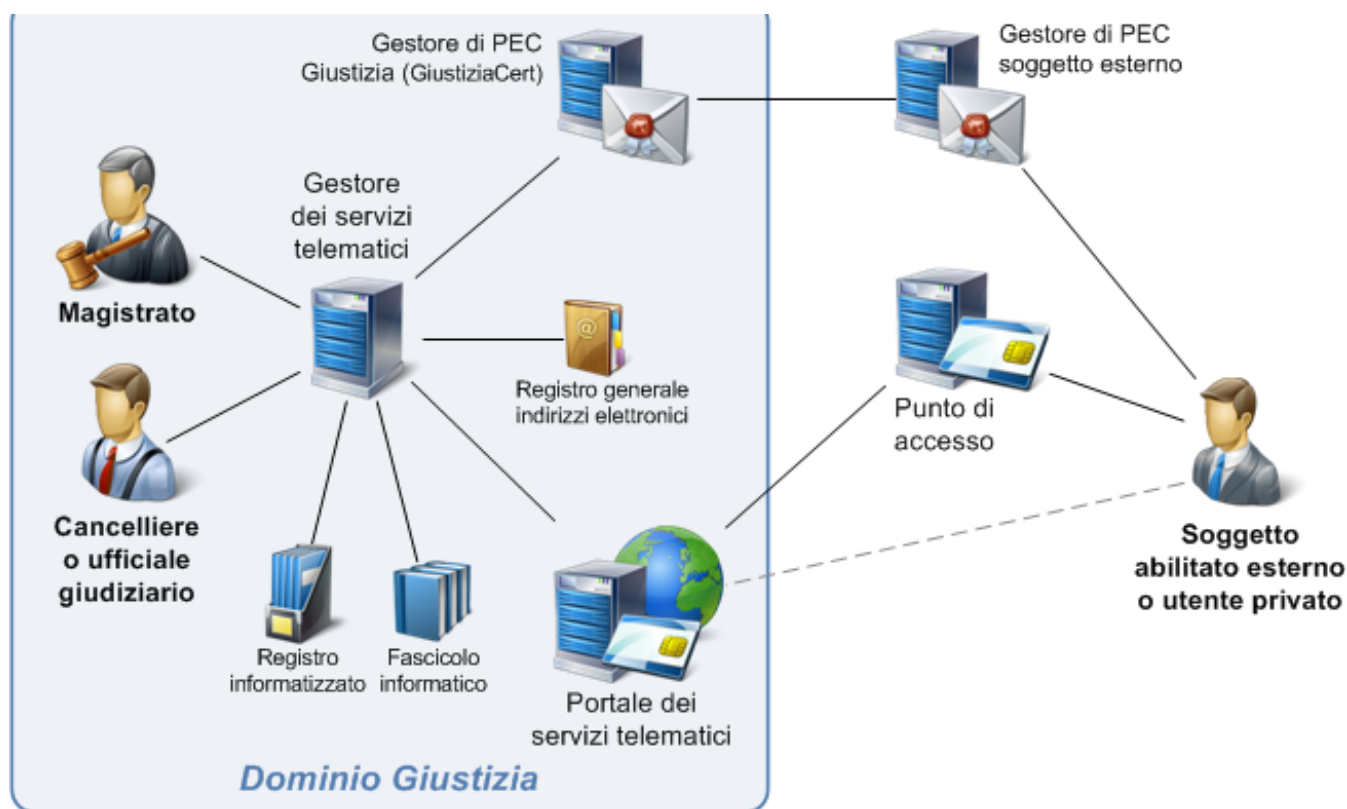 Gestore di PEC
Giustizia (GiustiziaCert)
Gestore di PEC
soggetto esterno
Gestore
dei servizi
telematici
Magistrato
Registro generale
indirizzi elettronici
Punto di
accesso
Cancelliere
o ufficiale
giudiziario
Soggetto
abilitato esterno
o utente privato
Registro
informatizzato
Fascicolo
informatico
Portale dei
servizi telematici
Dominio Giustizia